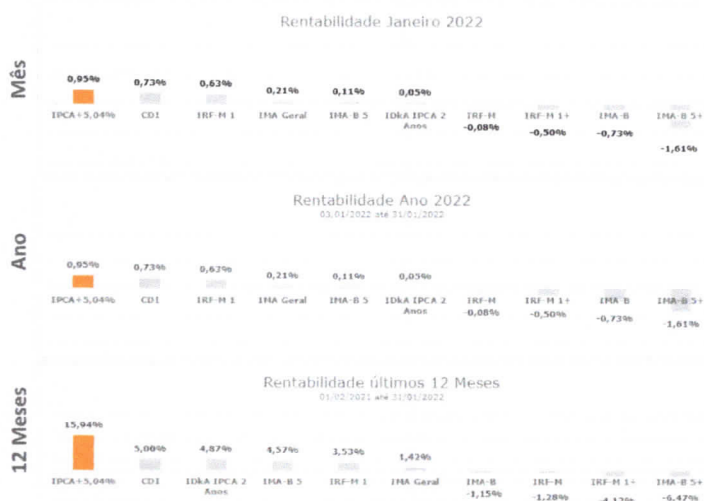 Mês
Rentabilidade Janeiro 2022
0,95% 0,73% 0,63% 0,21% 0,11% 0,05%
IPCA+5,04% CDI IRF-M 1 IMA Geral IMA-B 5 IDkA IPCA 2 Anos IRF-M IRF-M 1+ IMA-B IMA-B 5+
-0,08% -0,50% -0,73% -1,61%
Ano
Rentabilidade Ano 2022
03/01/2022 até 31/01/2022
0,95% 0,73% 0,63% 0,21% 0,11% 0,05%
IPCA+5,04% CDI IRF-M 1 IMA Geral IMA-B 5 IDkA IPCA 2 Anos IRF-M IRF-M 1+ IMA-B IMA-B 5+
-0,08% -0,50% -0,73% -1,61%
12 Meses
Rentabilidade últimos 12 Meses
01/02/2021 até 31/01/2022
15,94% 5,00% 4,87% 4,57% 3,53% 1,42%
IPCA+5,04% CDI IDkA IPCA 2 Anos IMA-B 5 IRF-M 1 IMA Geral IMA-B IRF-M IRF-M 1+ IMA-B 5+
-1,15% -1,28% -4,12% -6,47%